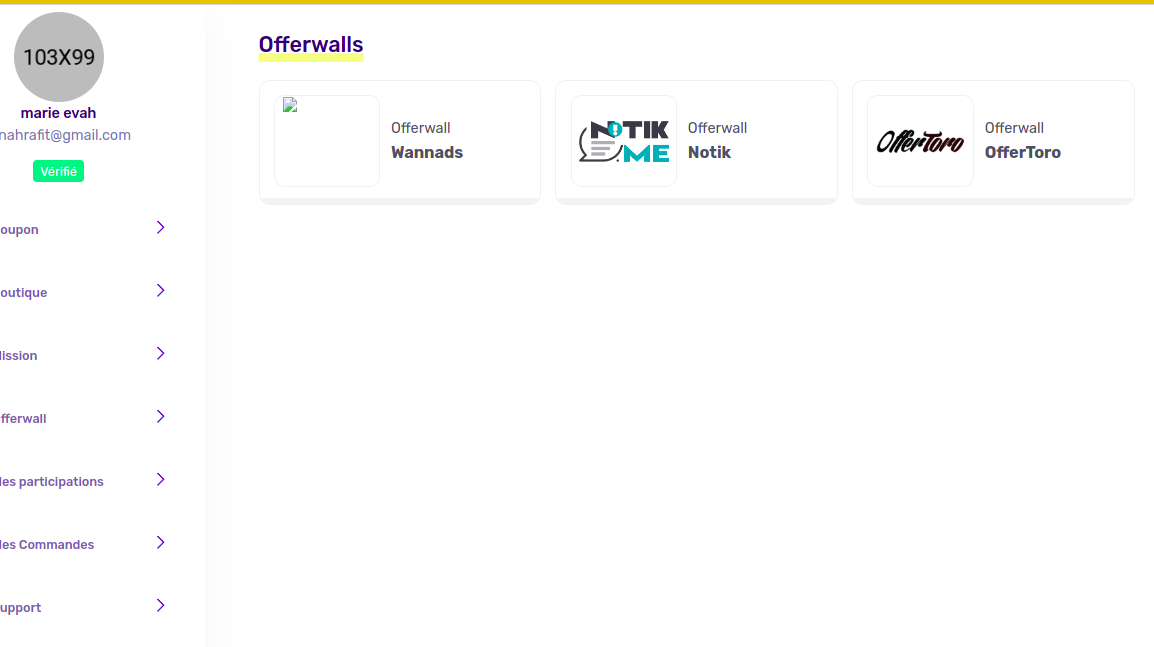 103X99
marie evah
nahrafit@gmail.com
Vérifié
oupon
outique
ission
fferwall
les participations
les Commandes
upport
Offerwalls
Offerwall
Wannads
NOTIK
ME
Offerwall
Notik
OfferToro
Offerwall
OfferToro